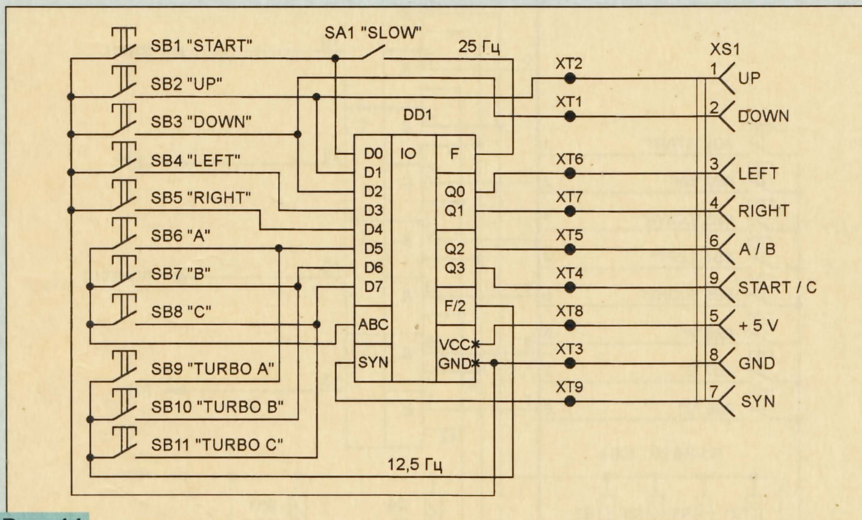 SB1 "START"
SB2 "UP"
SB3 "DOWN"
SB4 "LEFT"
SB5 "RIGHT"
SB6 "A"
SB7 "B"
SB8 "C"
SB9 "TURBO A"
SB10 "TURBO B"
SB11 "TURBO C"
SA1 "SLOW"
25 Гц
12,5 Гц
DD1
D0
D1
D2
D3
D4
D5
D6
D7
ABC
SYN
IO
F
Q0
Q1
Q2
Q3
F/2
VCC
GND
XT2
XT1
XT6
XT7
XT5
XT4
XT8
XT3
XT9
XS1
1 UP
2 DOWN
3 LEFT
4 RIGHT
6 A / B
9 START / C
5 + 5 V
8 GND
7 SYN